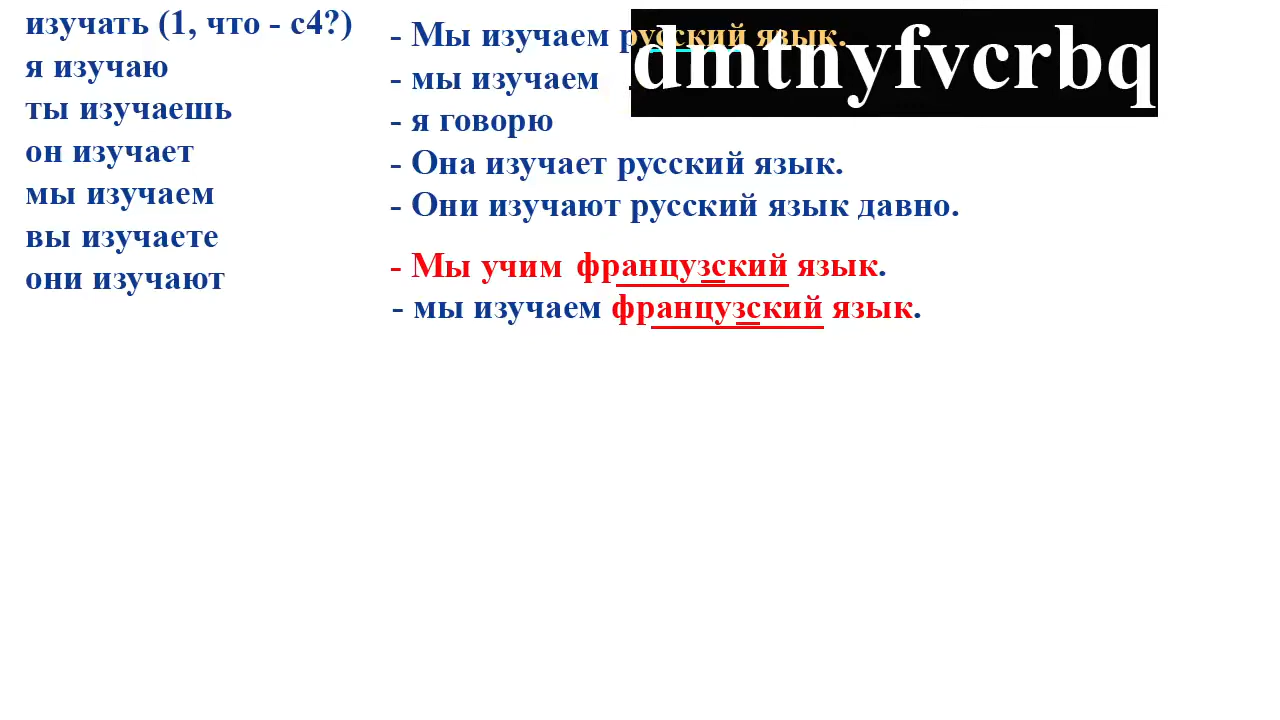 изучать (1, что - с4?)
я изучаю
ты изучаешь
он изучает
мы изучаем
вы изучаете
они изучают
- Мы изучаем русский язык.
- мы изучаем
- я говорю
- Она изучает русский язык.
- Они изучают русский язык давно.
- Мы учим французский язык.
- мы изучаем французский язык.
dmtnyfvcrbq